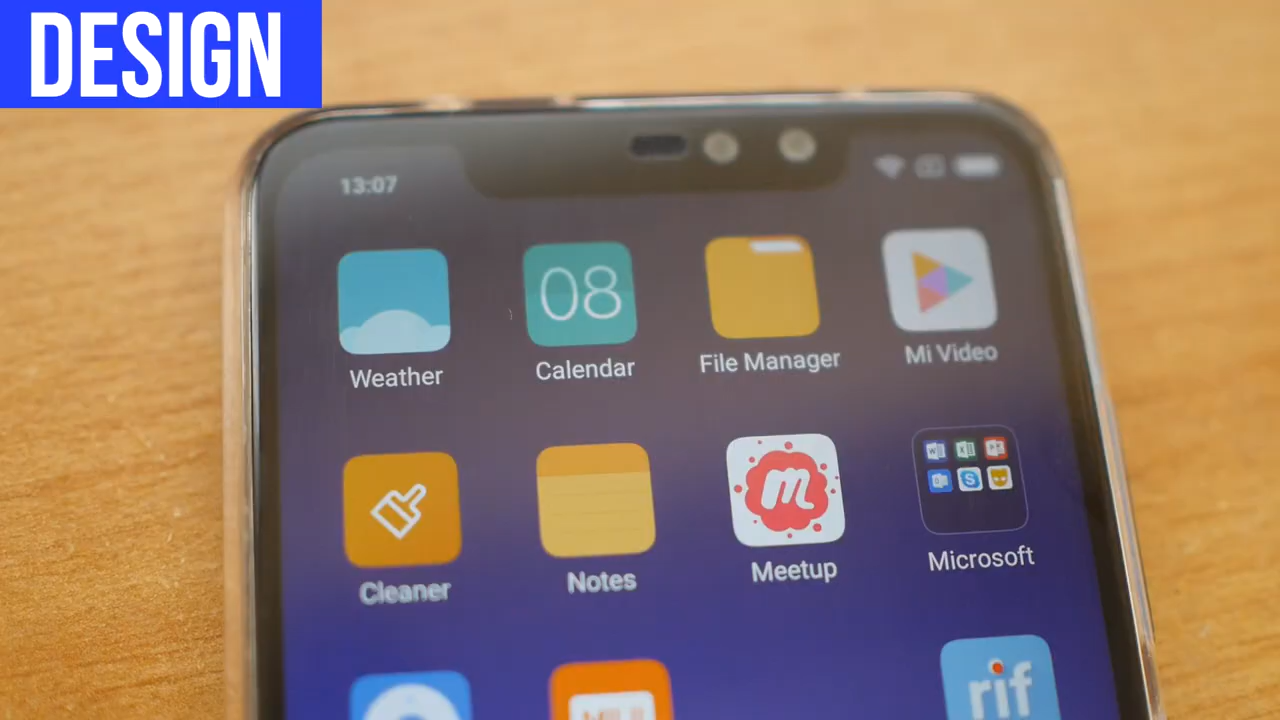 DESIGN
13:07
08
Weather
Calendar
File Manager
Mi Video
m
Cleaner
Notes
Meetup
Microsoft
rif